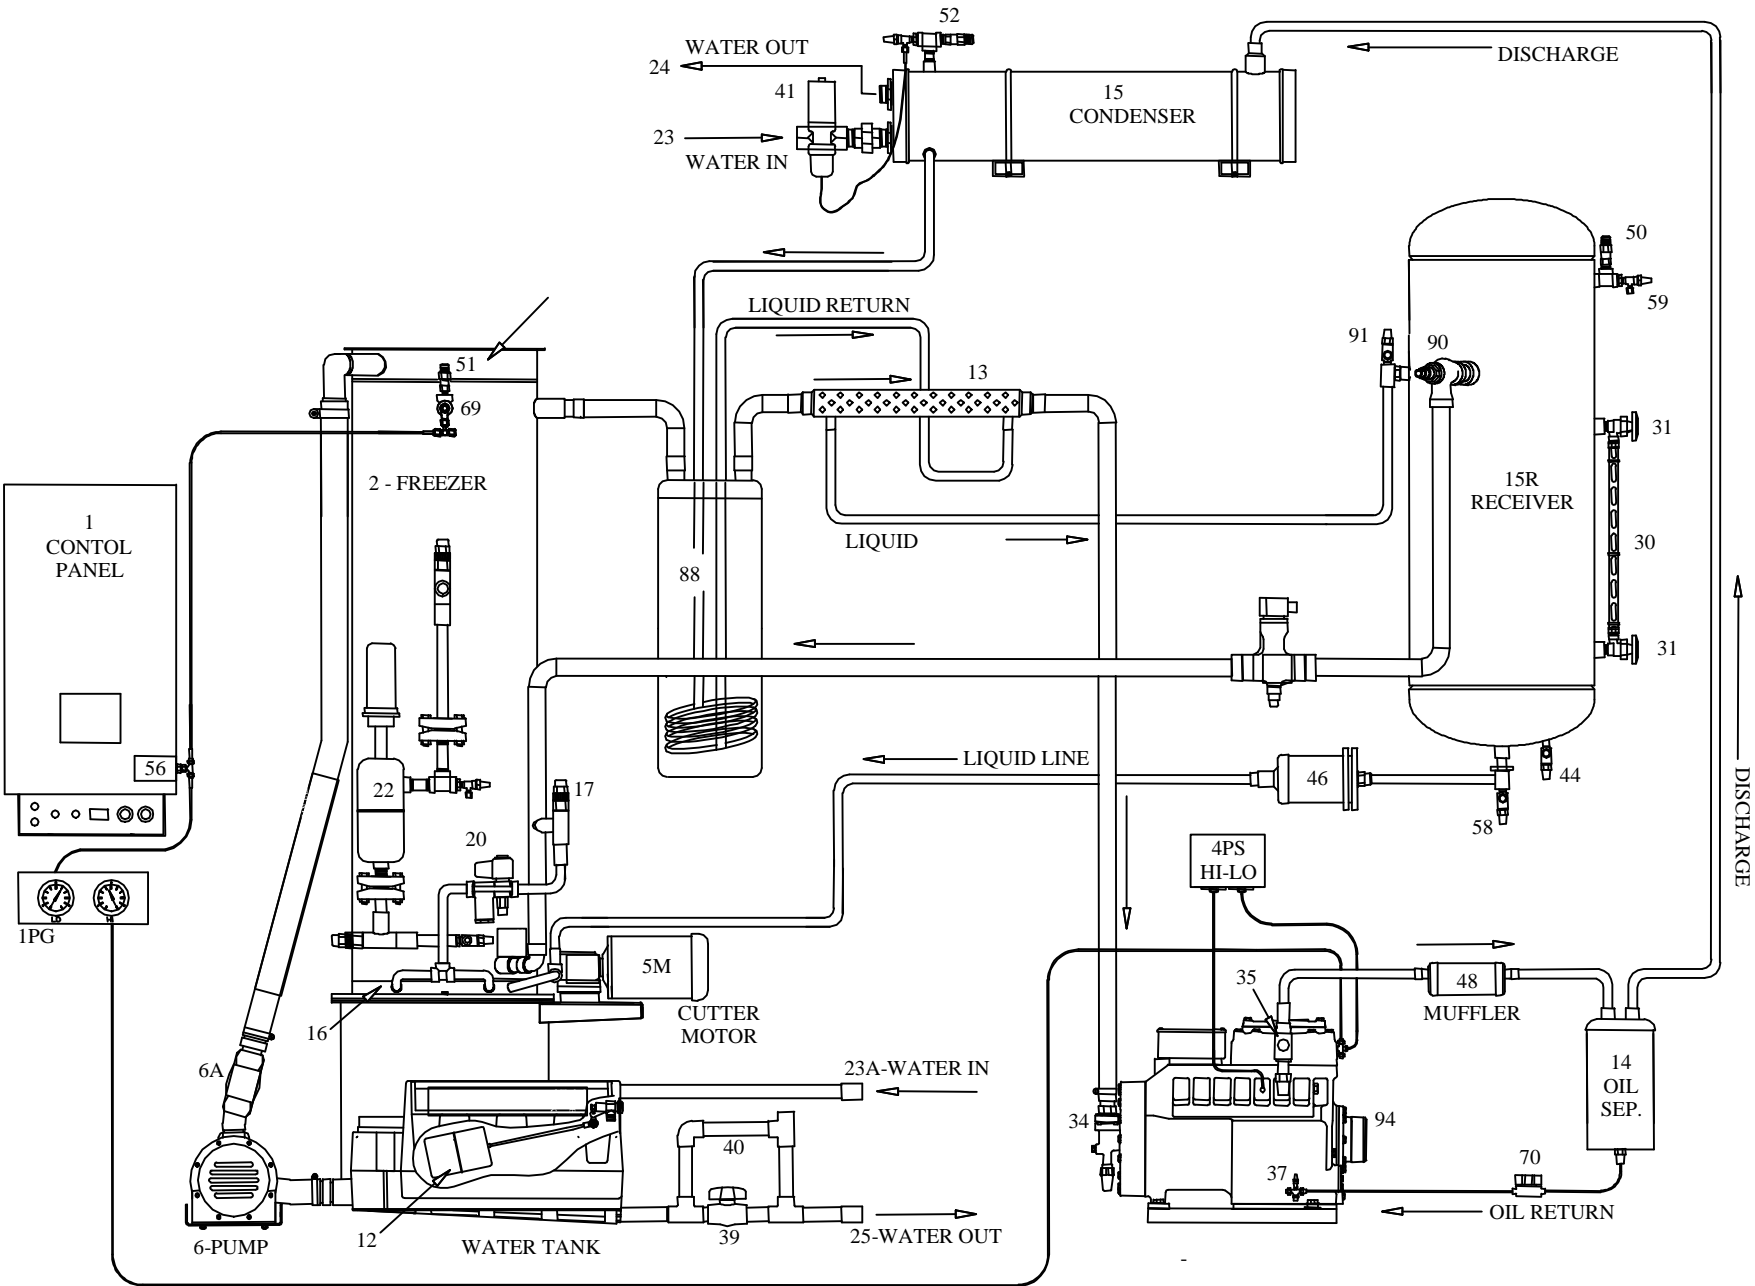 52
WATER OUT
24
DISCHARGE
41
15
CONDENSER
23
WATER IN
50
59
LIQUID RETURN
91
90
51
13
69
31
2 - FREEZER
15R
RECEIVER
1
CONTOL
PANEL
LIQUID
30
88
31
LIQUID LINE
56
22
17
46
44
58
DISCHARGE
20
4PS
HI-LO
1PG
5M
35
48
CUTTER
MOTOR
MUFFLER
16
6A
23A-WATER IN
14
OIL
SEP.
34
94
40
37
70
12
39
25-WATER OUT
OIL RETURN
6-PUMP
WATER TANK
-